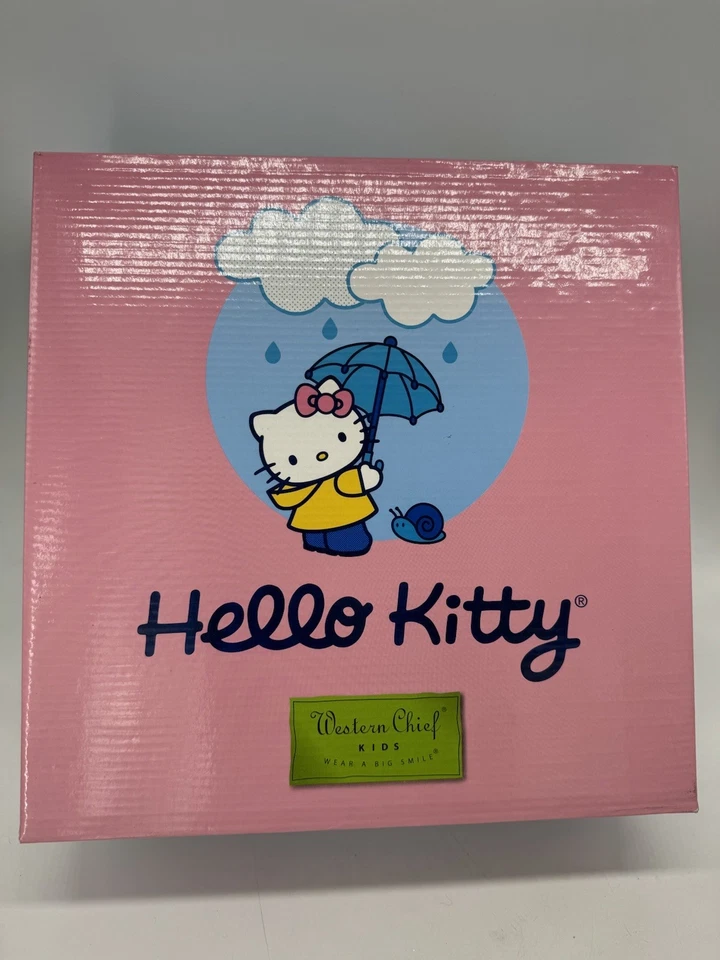 Hello Kitty®
Western Chief®
KIDS
WEAR A BIG SMILE®